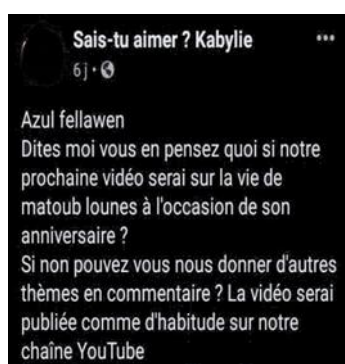 Sais-tu aimer ? Kabylie
6 j
Azul fellawen
Dites moi vous en pensez quoi si notre
prochaine vidéo serai sur la vie de
matoub lounes à l'occasion de son
anniversaire ?
Si non pouvez vous nous donner d'autres
thèmes en commentaire ? La vidéo serai
publiée comme d'habitude sur notre
chaîne YouTube